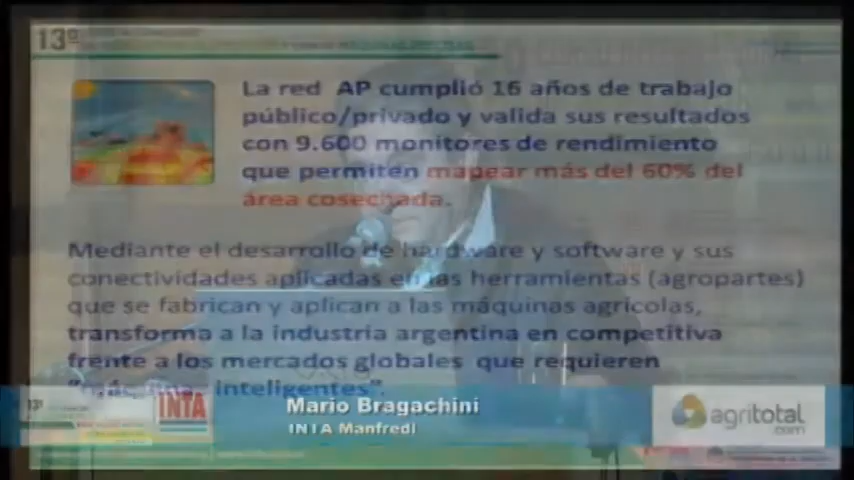 13º
La red AP cumplió 16 años de trabajo
público/privado y valida sus resultados
con 9.600 monitores de rendimiento
que permiten mapear más del 60% del
área cosechada.
Mediante el desarrollo de hardware y software y sus
conectividades aplicadas en las herramientas (agropartes)
que se fabrican y aplican a las máquinas agrícolas,
transforma a la industria argentina en competitiva
frente a los mercados globales que requieren
inteligentes".
13º
INTA
Mario Bragachini
INTA Manfredi
agritotal
com